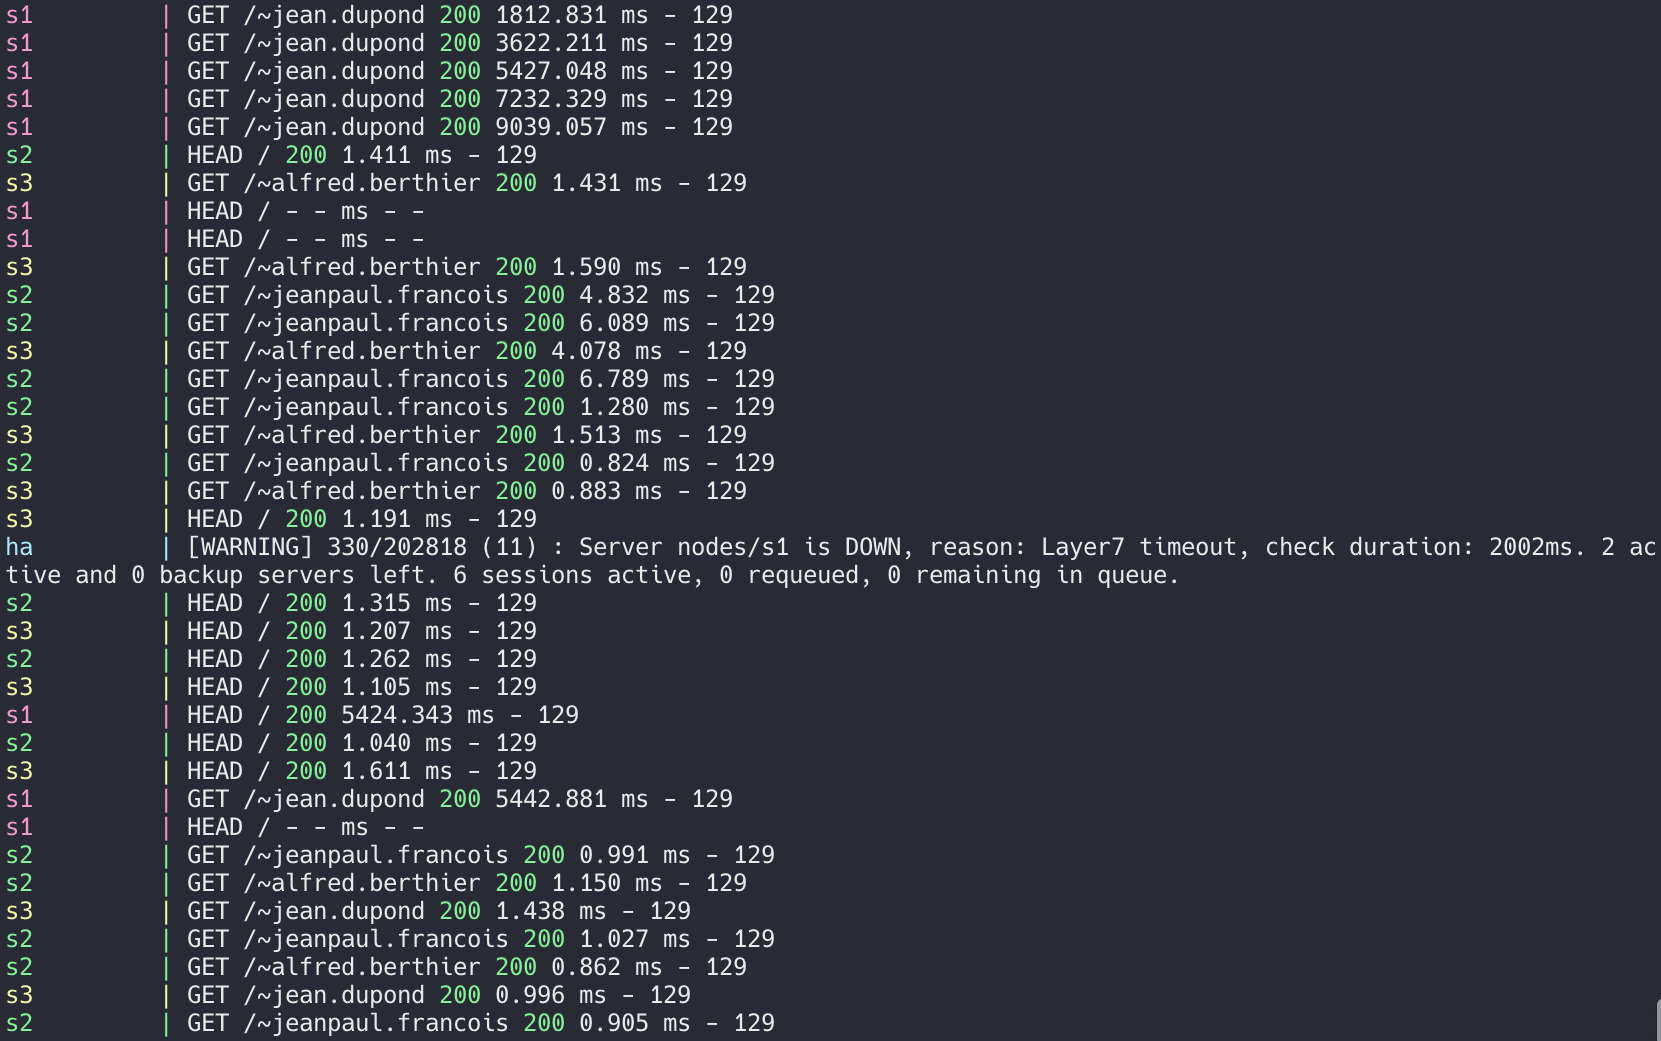 s1 | GET /~jean.dupond 200 1812.831 ms - 129
s1 | GET /~jean.dupond 200 3622.211 ms - 129
s1 | GET /~jean.dupond 200 5427.048 ms - 129
s1 | GET /~jean.dupond 200 7232.329 ms - 129
s1 | GET /~jean.dupond 200 9039.057 ms - 129
s2 | HEAD / 200 1.411 ms - 129
s3 | GET /~alfred.berthier 200 1.431 ms - 129
s1 | HEAD / - - ms - -
s1 | HEAD / - - ms - -
s3 | GET /~alfred.berthier 200 1.590 ms - 129
s2 | GET /~jeanpaul.francois 200 4.832 ms - 129
s2 | GET /~jeanpaul.francois 200 6.089 ms - 129
s3 | GET /~alfred.berthier 200 4.078 ms - 129
s2 | GET /~jeanpaul.francois 200 6.789 ms - 129
s2 | GET /~jeanpaul.francois 200 1.280 ms - 129
s3 | GET /~alfred.berthier 200 1.513 ms - 129
s2 | GET /~jeanpaul.francois 200 0.824 ms - 129
s3 | GET /~alfred.berthier 200 0.883 ms - 129
s3 | HEAD / 200 1.191 ms - 129
ha | [WARNING] 330/202818 (11) : Server nodes/s1 is DOWN, reason: Layer7 timeout, check duration: 2002ms. 2 ac
tive and 0 backup servers left. 6 sessions active, 0 requeued, 0 remaining in queue.
s2 | HEAD / 200 1.315 ms - 129
s3 | HEAD / 200 1.207 ms - 129
s2 | HEAD / 200 1.262 ms - 129
s3 | HEAD / 200 1.105 ms - 129
s1 | HEAD / 200 5424.343 ms - 129
s2 | HEAD / 200 1.040 ms - 129
s3 | HEAD / 200 1.611 ms - 129
s1 | GET /~jean.dupond 200 5442.881 ms - 129
s1 | HEAD / - - ms - -
s2 | GET /~jeanpaul.francois 200 0.991 ms - 129
s2 | GET /~alfred.berthier 200 1.150 ms - 129
s3 | GET /~jean.dupond 200 1.438 ms - 129
s2 | GET /~jeanpaul.francois 200 1.027 ms - 129
s2 | GET /~alfred.berthier 200 0.862 ms - 129
s3 | GET /~jean.dupond 200 0.996 ms - 129
s2 | GET /~jeanpaul.francois 200 0.905 ms - 129